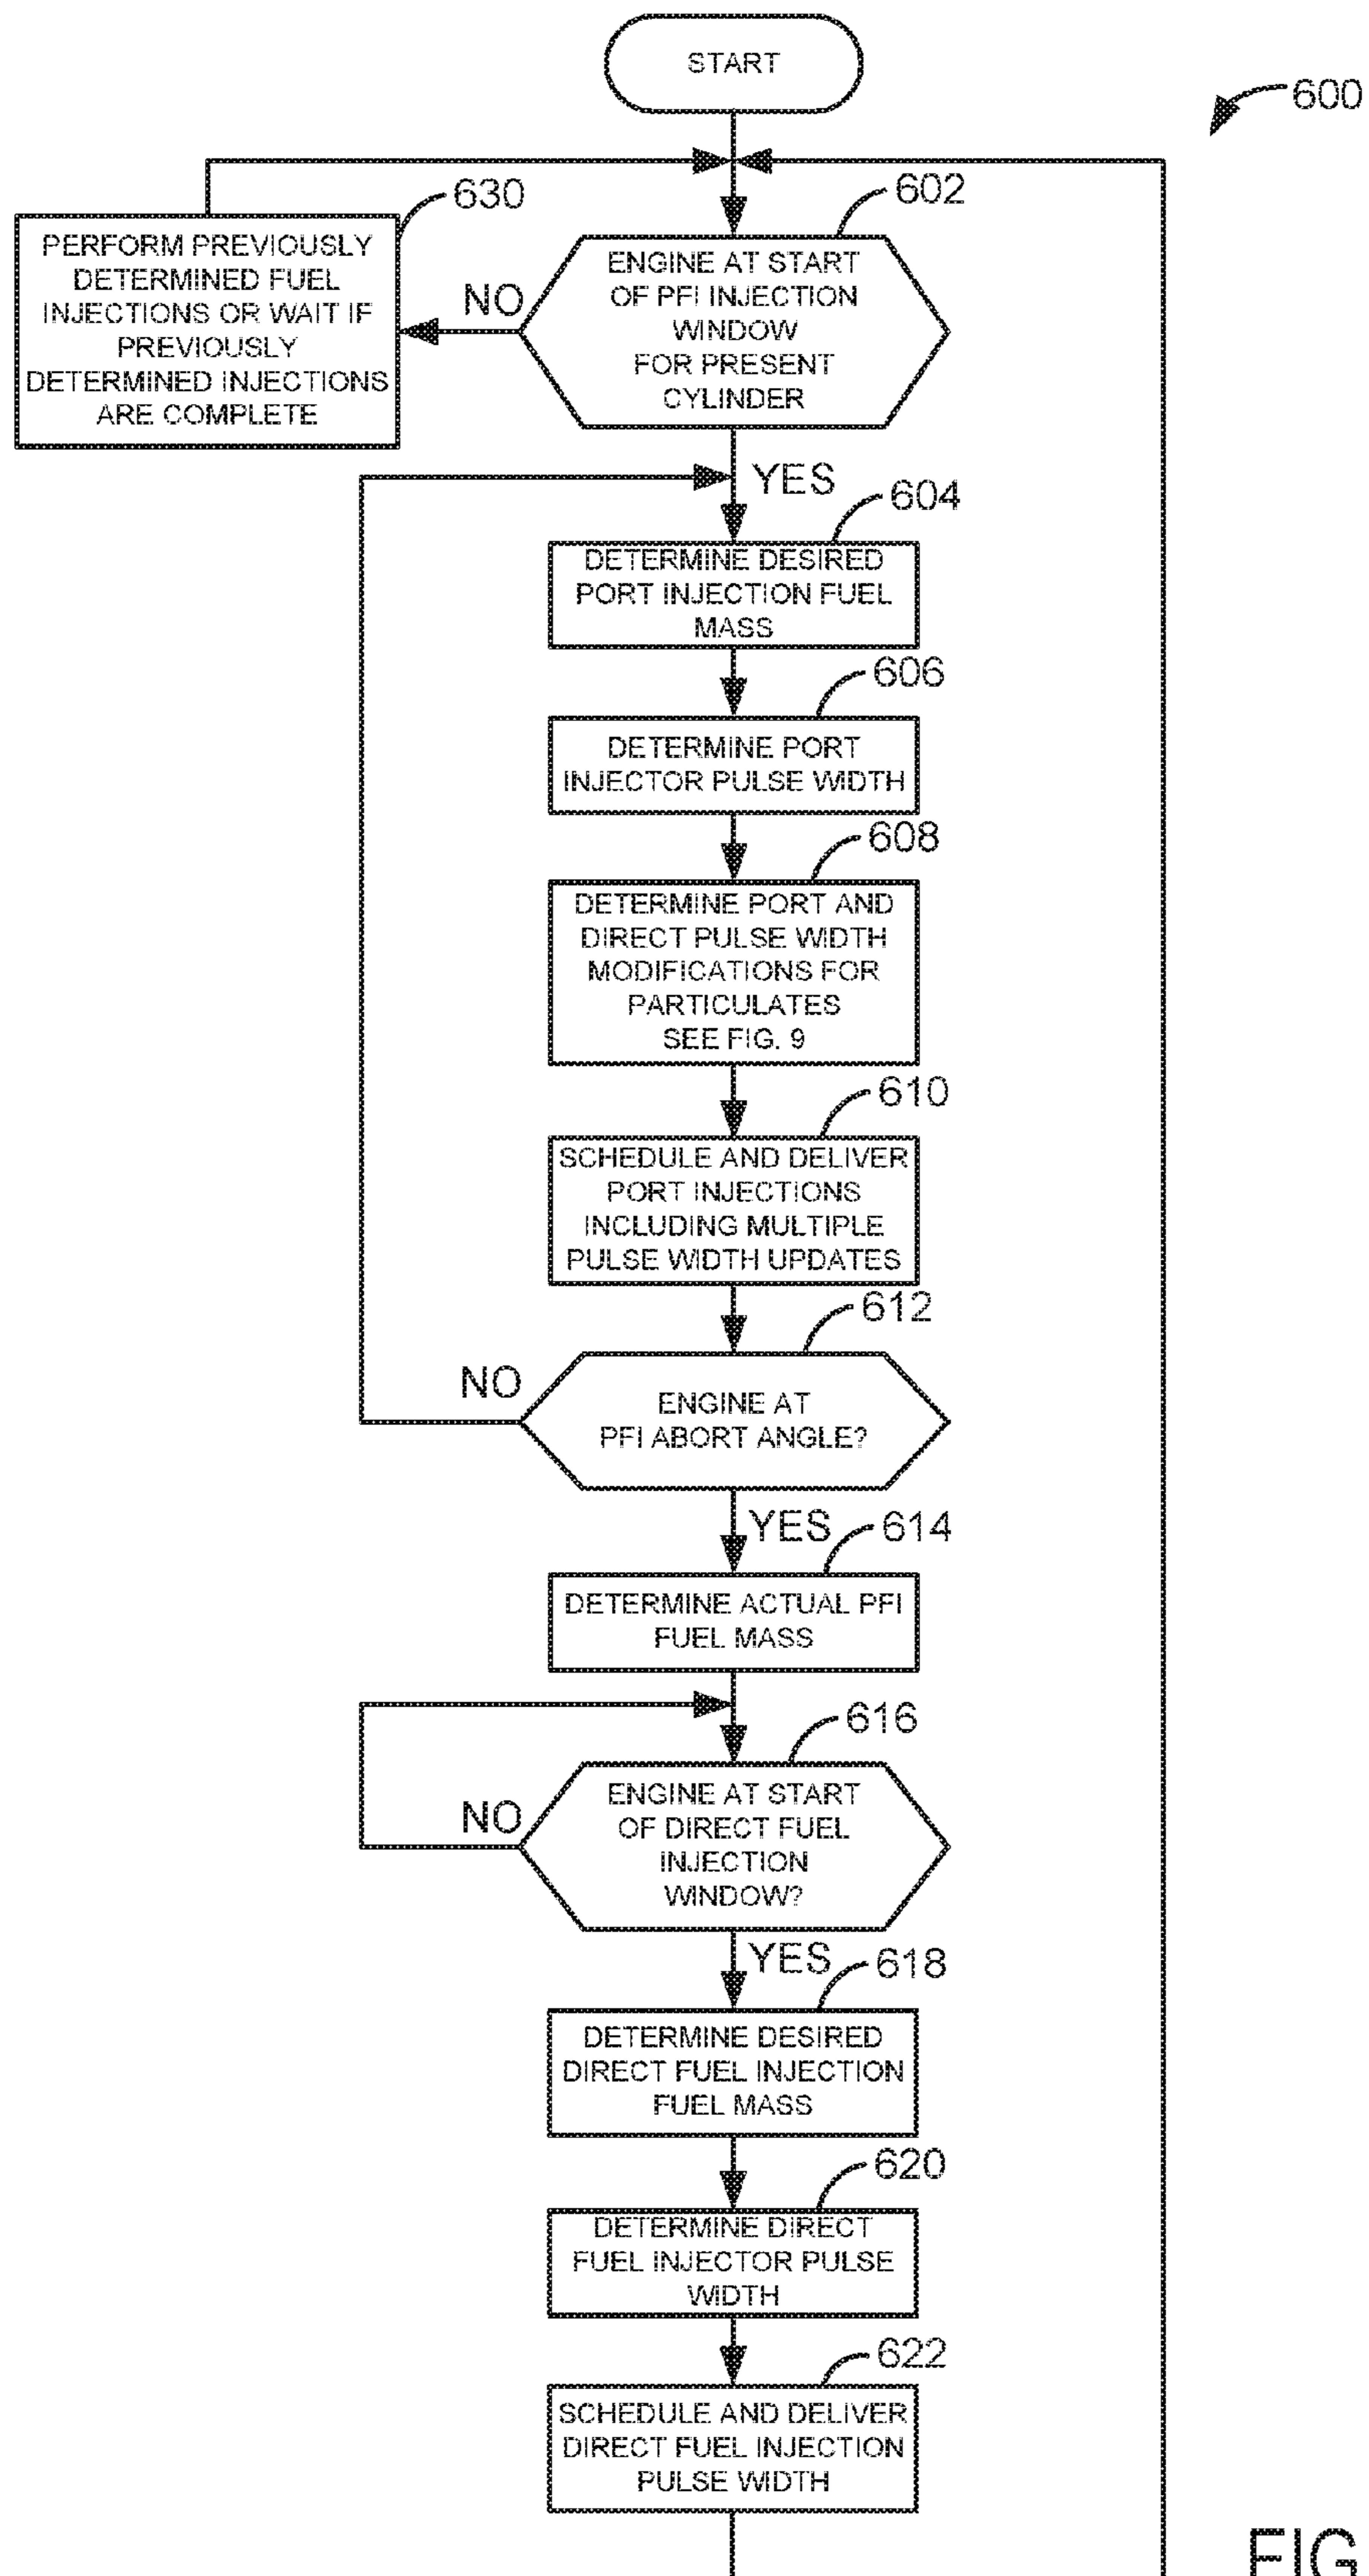 START
600
630
602
PERFORM PREVIOUSLY
DETERMINED FUEL
INJECTIONS OR WAIT IF
PREVIOUSLY
DETERMINED INJECTIONS
ARE COMPLETE
NO
ENGINE AT START
OF PFI INJECTION
WINDOW
FOR PRESENT
CYLINDER
YES
604
DETERMINE DESIRED
PORT INJECTION FUEL
MASS
606
DETERMINE PORT
INJECTOR PULSE WIDTH
608
DETERMINE PORT AND
DIRECT PULSE WIDTH
MODIFICATIONS FOR
PARTICULATES
SEE FIG. 9
610
SCHEDULE AND DELIVER
PORT INJECTIONS
INCLUDING MULTIPLE
PULSE WIDTH UPDATES
612
NO
ENGINE AT
PFI ABORT ANGLE?
YES
614
DETERMINE ACTUAL PFI
FUEL MASS
616
NO
ENGINE AT START
OF DIRECT FUEL
INJECTION
WINDOW?
YES
618
DETERMINE DESIRED
DIRECT FUEL INJECTION
FUEL MASS
620
DETERMINE DIRECT
FUEL INJECTOR PULSE
WIDTH
622
SCHEDULE AND DELIVER
DIRECT FUEL INJECTION
PULSE WIDTH
FIG